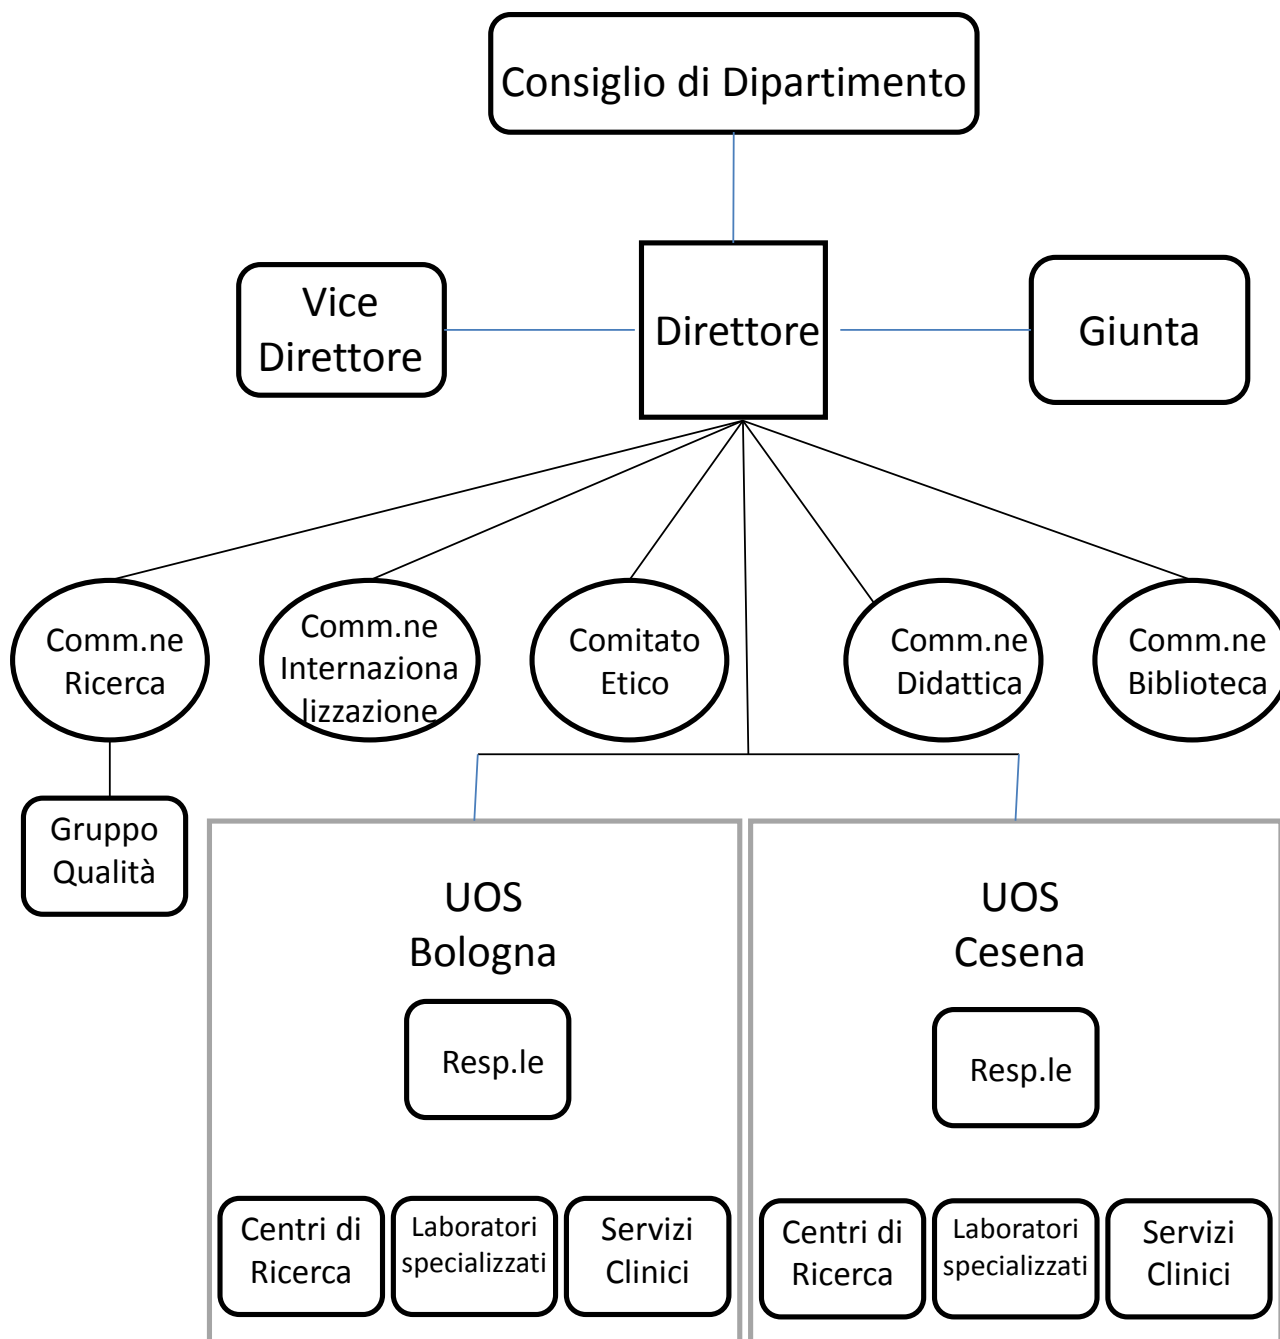 Consiglio di Dipartimento
Vice
Direttore
Direttore
Giunta
Comm.ne
Ricerca
Comm.ne
Internaziona
lizzazione
Comitato
Etico
Comm.ne
Didattica
Comm.ne
Biblioteca
Gruppo
Qualità
UOS
Bologna
Resp.le
Centri di
Ricerca
Laboratori
specializzati
Servizi
Clinici
UOS
Cesena
Resp.le
Centri di
Ricerca
Laboratori
specializzati
Servizi
Clinici